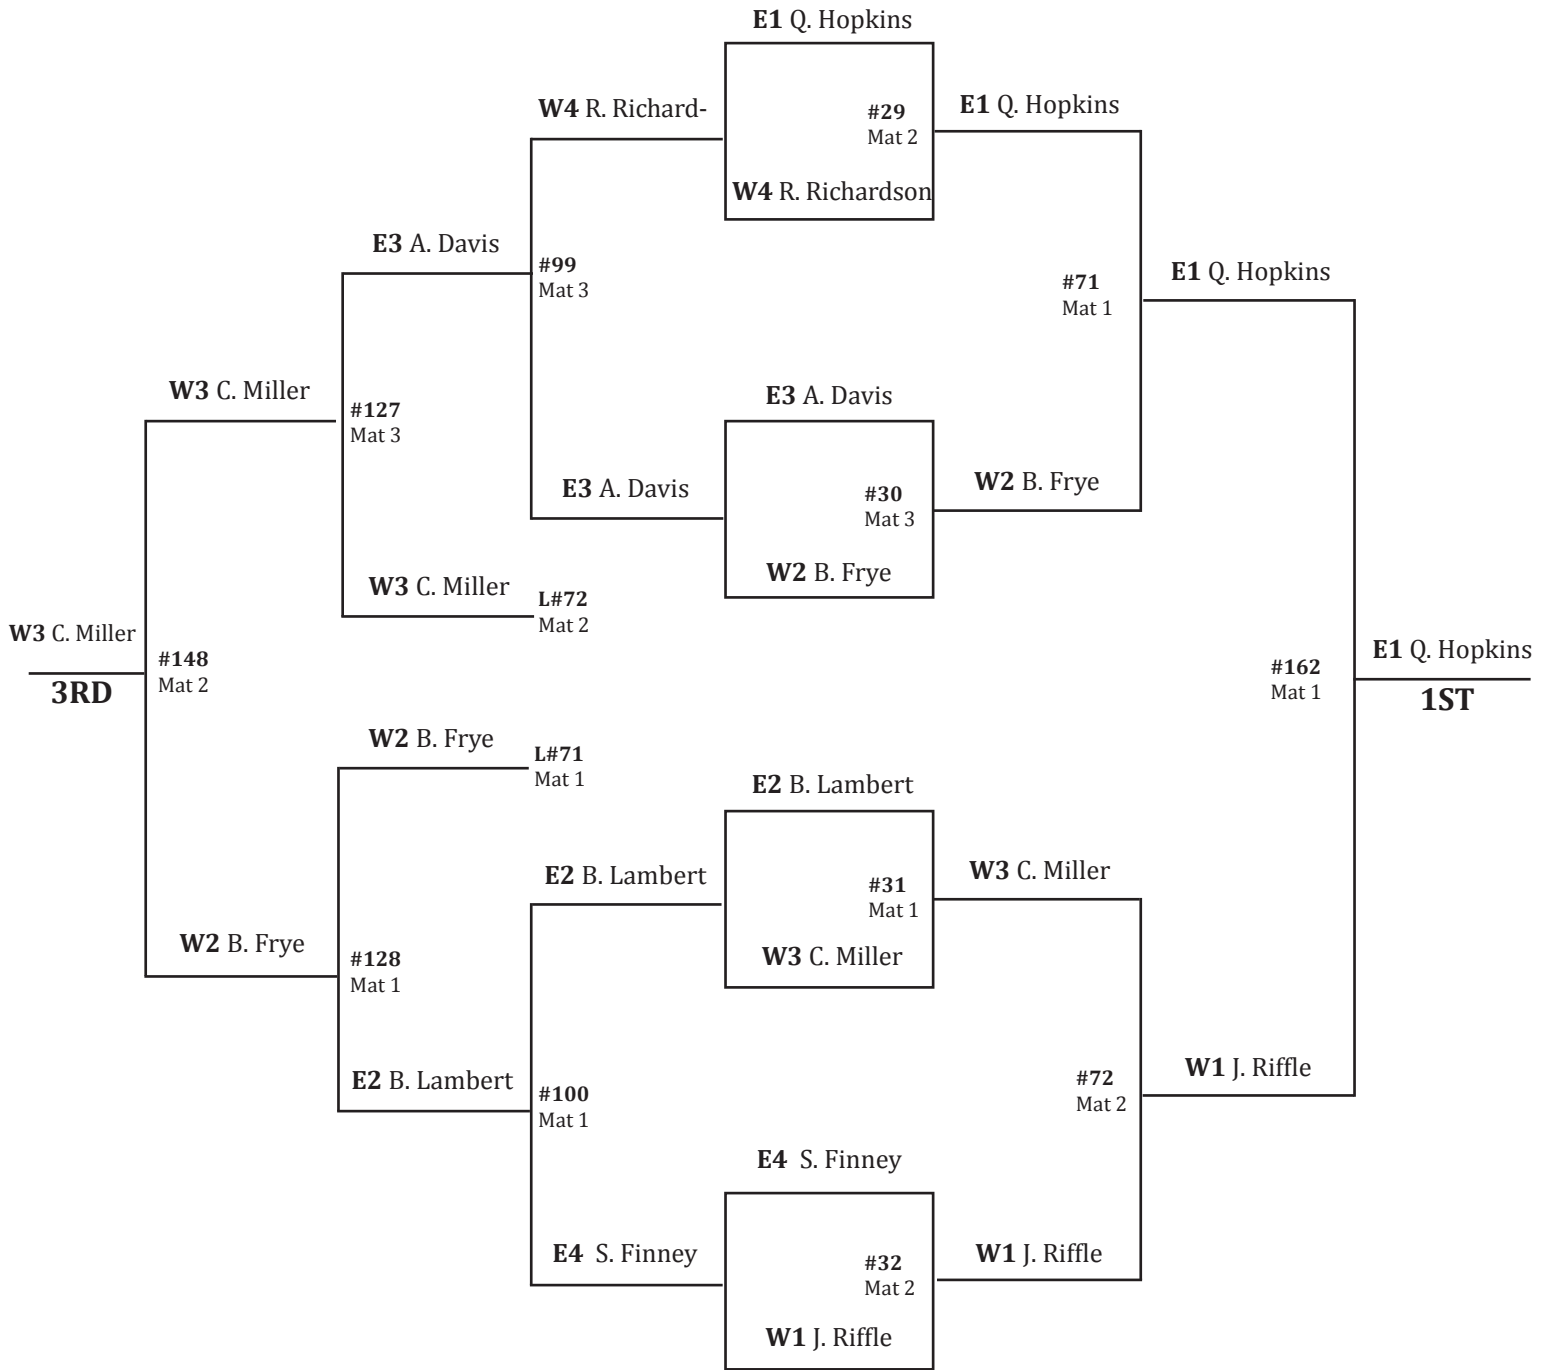 E1 Q. Hopkins
W4 R. Richard-
#29
Mat 2
E1 Q. Hopkins
W4 R. Richardson
E3 A. Davis
#99
Mat 3
#71
Mat 1
E1 Q. Hopkins
W3 C. Miller
#127
Mat 3
E3 A. Davis
E3 A. Davis
#30
Mat 3
W2 B. Frye
W2 B. Frye
W3 C. Miller
L#72
Mat 2
W3 C. Miller
3RD
#148
Mat 2
#162
Mat 1
E1 Q. Hopkins
1ST
W2 B. Frye
L#71
Mat 1
E2 B. Lambert
E2 B. Lambert
#31
Mat 1
W3 C. Miller
W3 C. Miller
W2 B. Frye
#128
Mat 1
E2 B. Lambert
#100
Mat 1
#72
Mat 2
W1 J. Riffle
E4 S. Finney
E4 S. Finney
#32
Mat 2
W1 J. Riffle
W1 J. Riffle